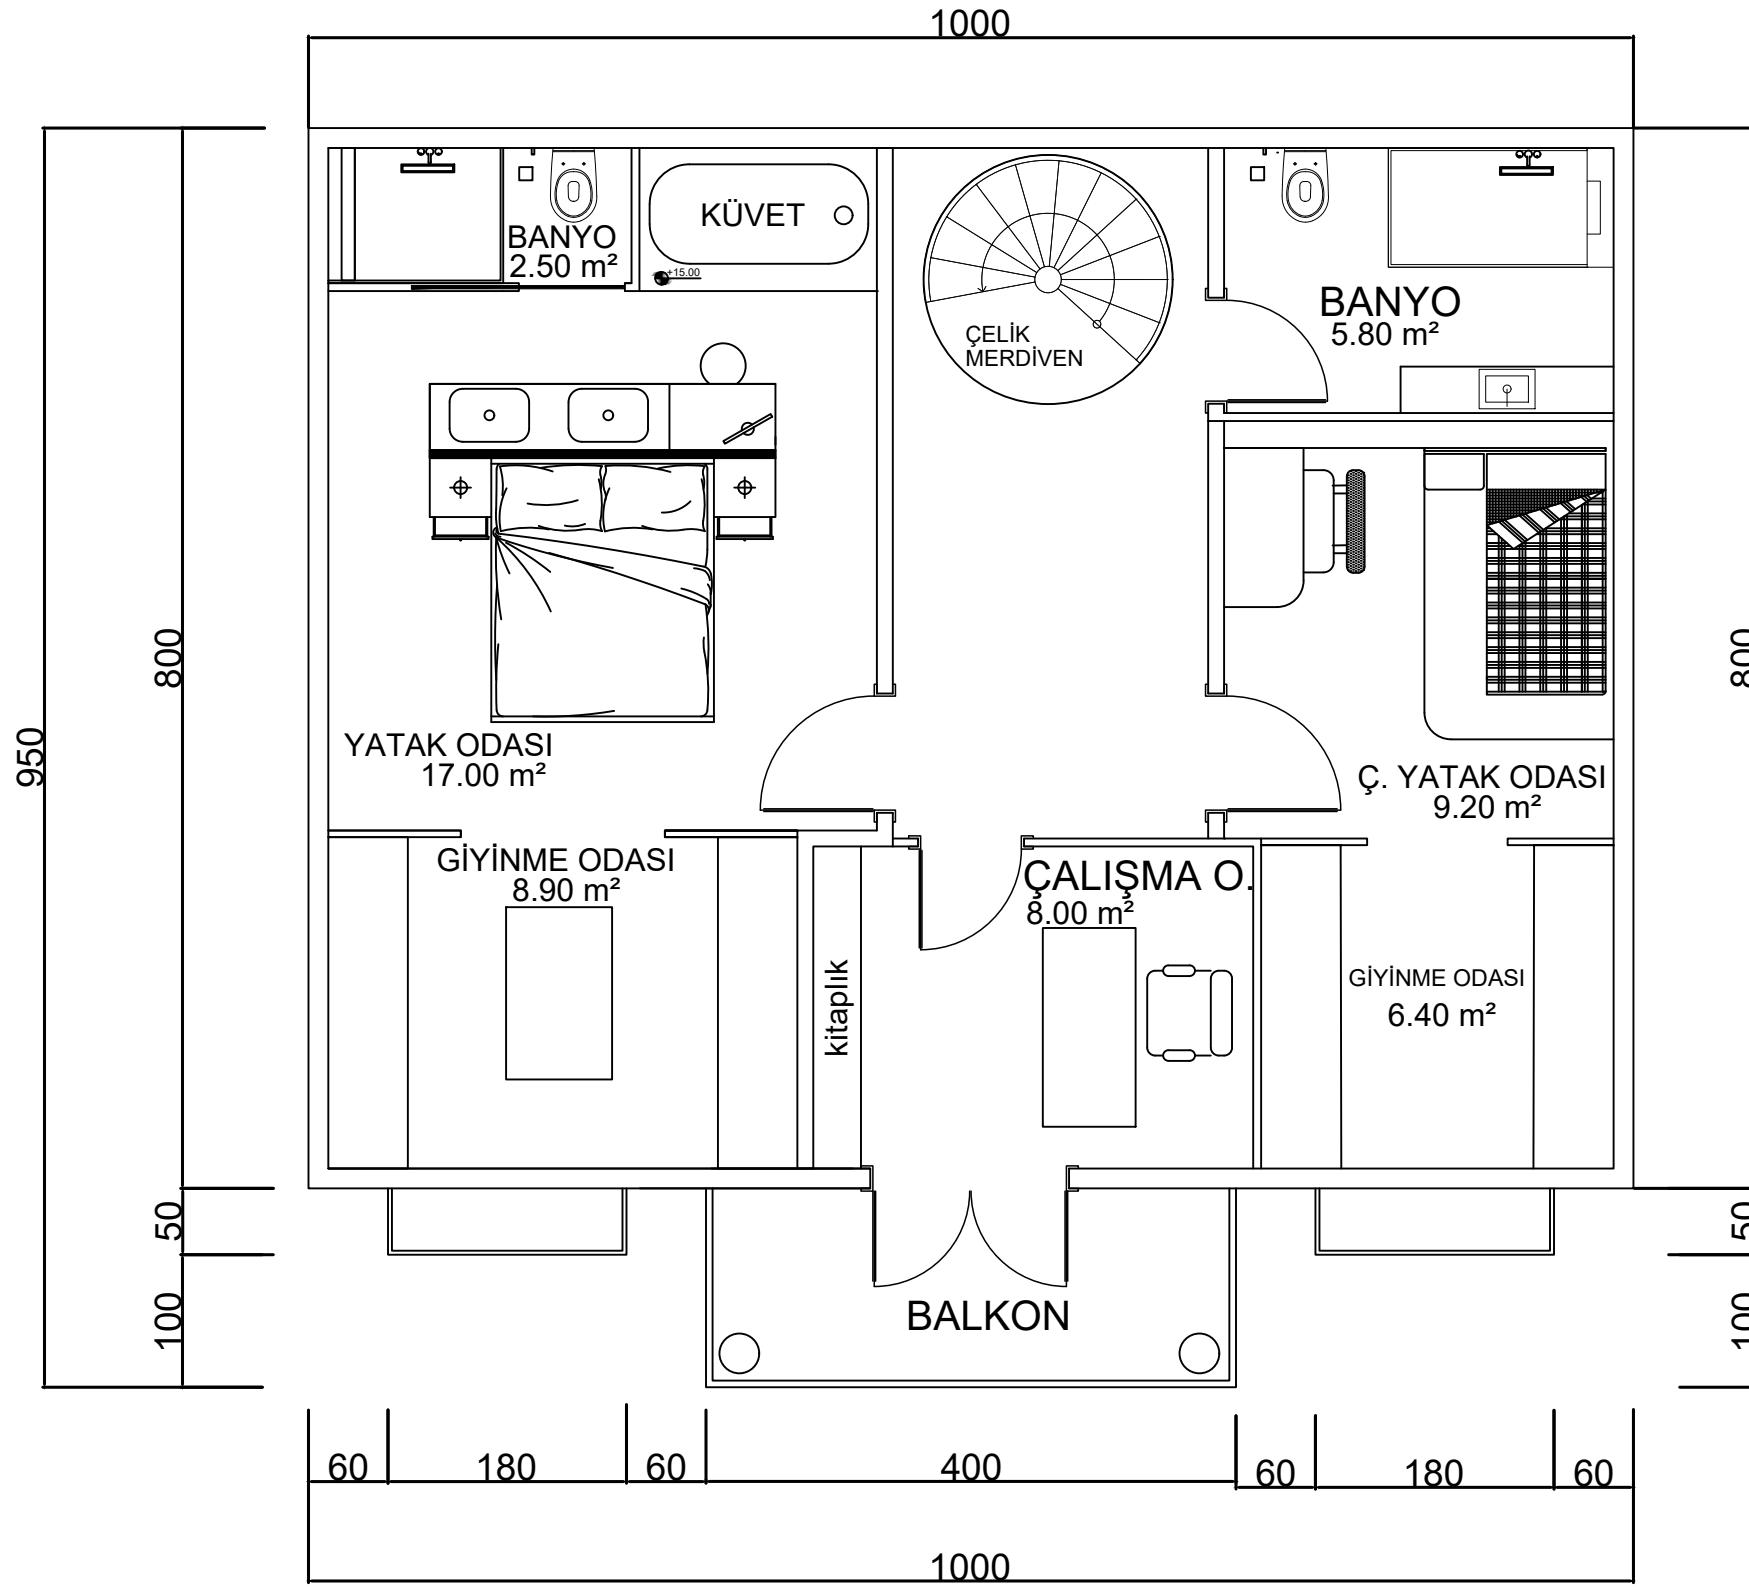 1000
KÜVET
BANYO
2.50 m²
+15.00
BANYO
5.80 m²
ÇELİK
MERDİVEN
800
800
950
YATAK ODASI
17.00 m²
Ç. YATAK ODASI
9.20 m²
GİYİNME ODASI
8.90 m²
ÇALIŞMA O.
8.00 m²
kitaplık
GİYİNME ODASI
6.40 m²
50
50
100
100
BALKON
60
180
60
400
60
180
60
1000